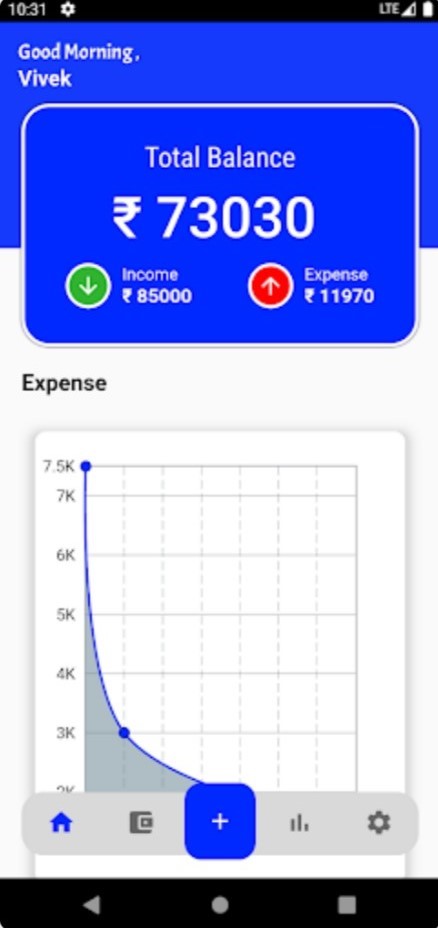 10:31 LTE
Good Morning,
Vivek
Total Balance
₹ 73030
Income
₹ 85000
Expense
₹ 11970
Expense
7.5K
7K
6K
5K
4K
3K